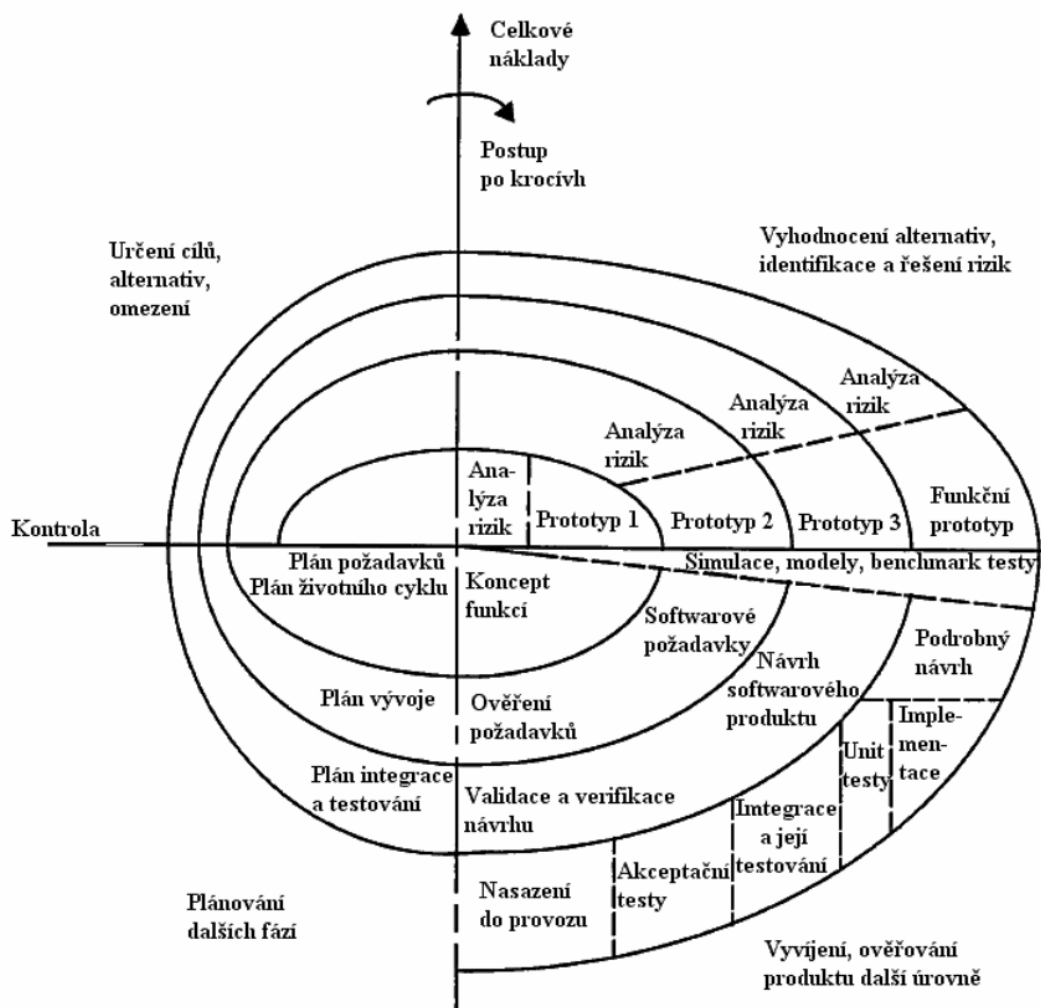 Celkové
náklady
Postup
po krocívh
Určení cílů,
alternativ,
omezení
Vyhodnocení alternativ,
identifikace a řešení rizik
Analýza
rizik
Analýza
rizik
Analýza
rizik
Ana-
lýza
rizik
Prototyp 1
Prototyp 2
Prototyp 3
Funkční
prototyp
Kontrola
Plán požadavků
Plán životního cyklu
Koncept
funkcí
Simulace, modely, benchmark testy
Softwarové
požadavky
Návrh
softwarového
produktu
Podrobný
návrh
Plán vývoje
Ověření
požadavků
Imple-
men-
tace
Unit
testy
Plán integrace
a testování
Validace a verifikace
návrhu
Imtegrace
a její
testování
Akceptační
testy
Nasazení
do provozu
Plánování
dalších fází
Vyvíjení, ověřování
produktu další úrovně